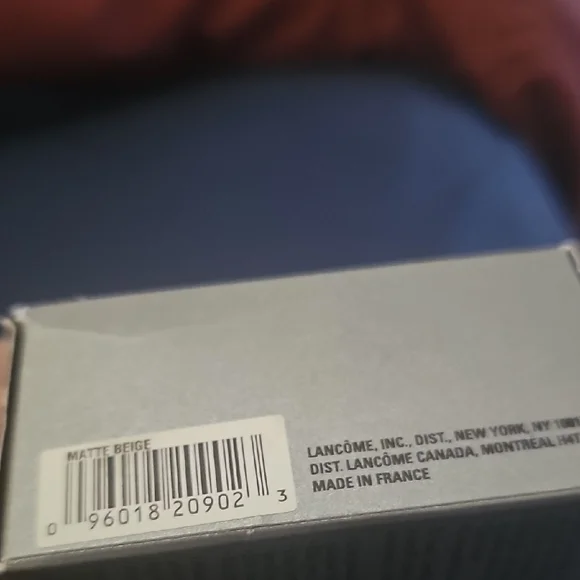 MATTE BEIGE
0 96018 20902 3
LANCÔME, INC., DIST., NEW YORK, NY
DIST. LANCÔME CANADA, MONTREAL
MADE IN FRANCE